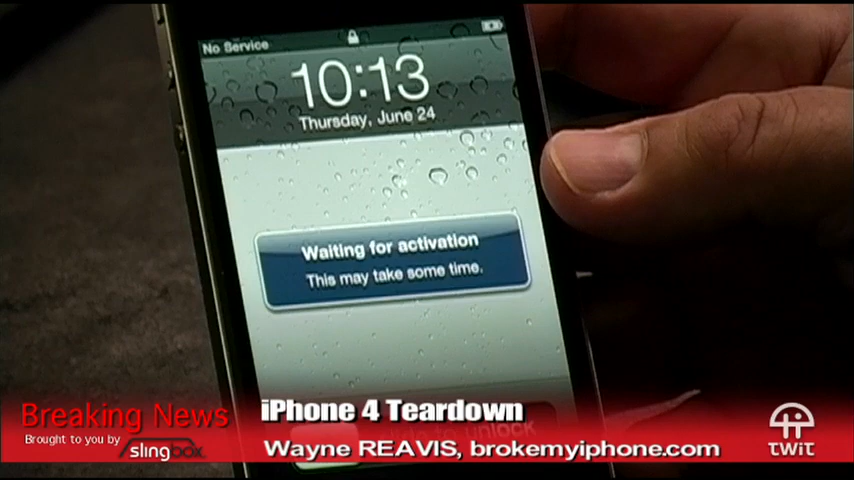 No Service
10:13
Thursday, June 24
Waiting for activation
This may take some time.
unlock
iPhone 4 Teardown
Breaking News
Brought to you by
slingbox
Wayne REAVIS, brokemyiphone.com
TWiT